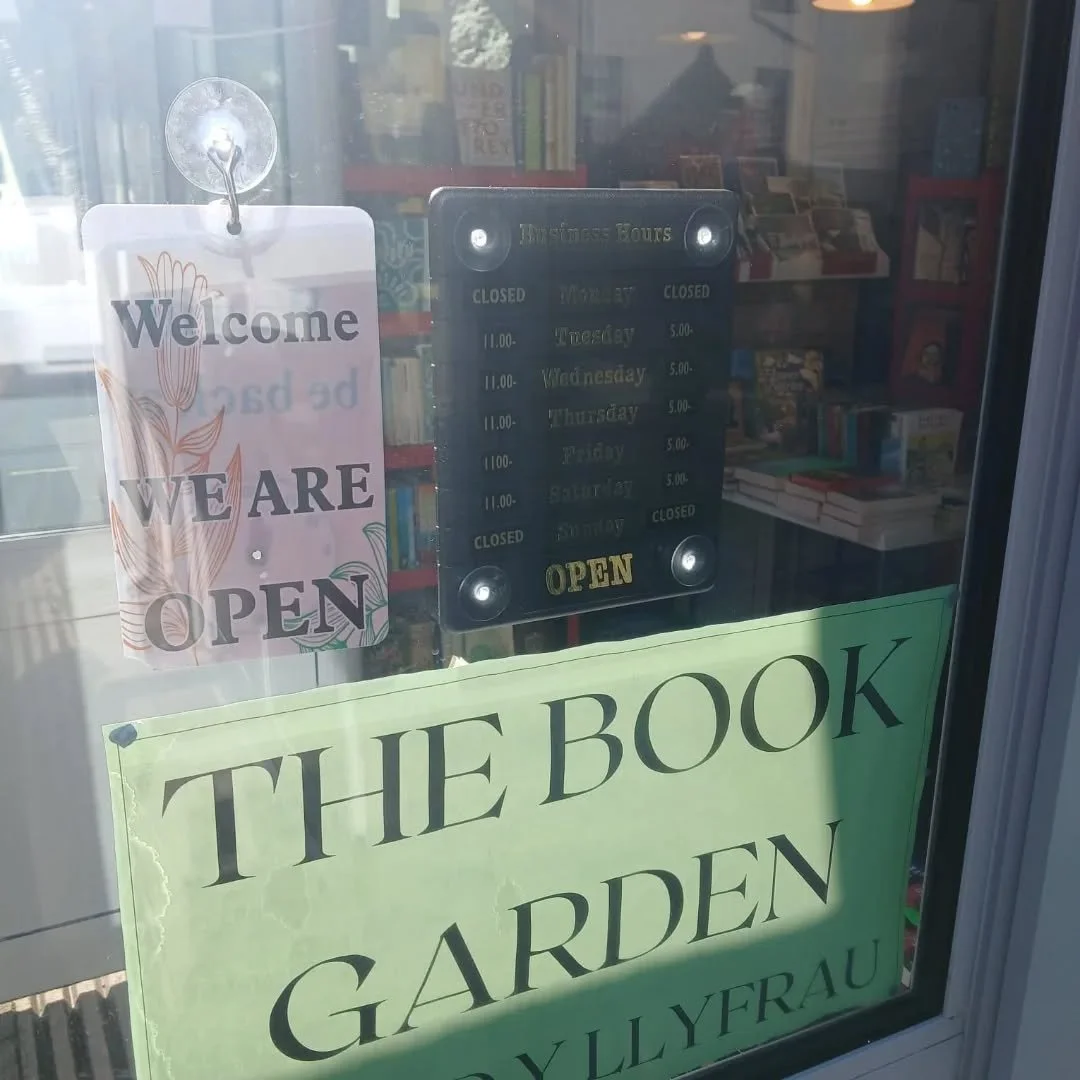 Welcome
WE ARE
OPEN
Business Hours
CLOSED Monday CLOSED
11.00- Tuesday 5.00-
11.00- Wednesday 5.00-
11.00- Thursday 5.00-
1100- Friday 5.00-
11.00- Saturday 5.00-
CLOSED Sunday CLOSED
OPEN
THE BOOK
GARDEN
DY LLYFRAU